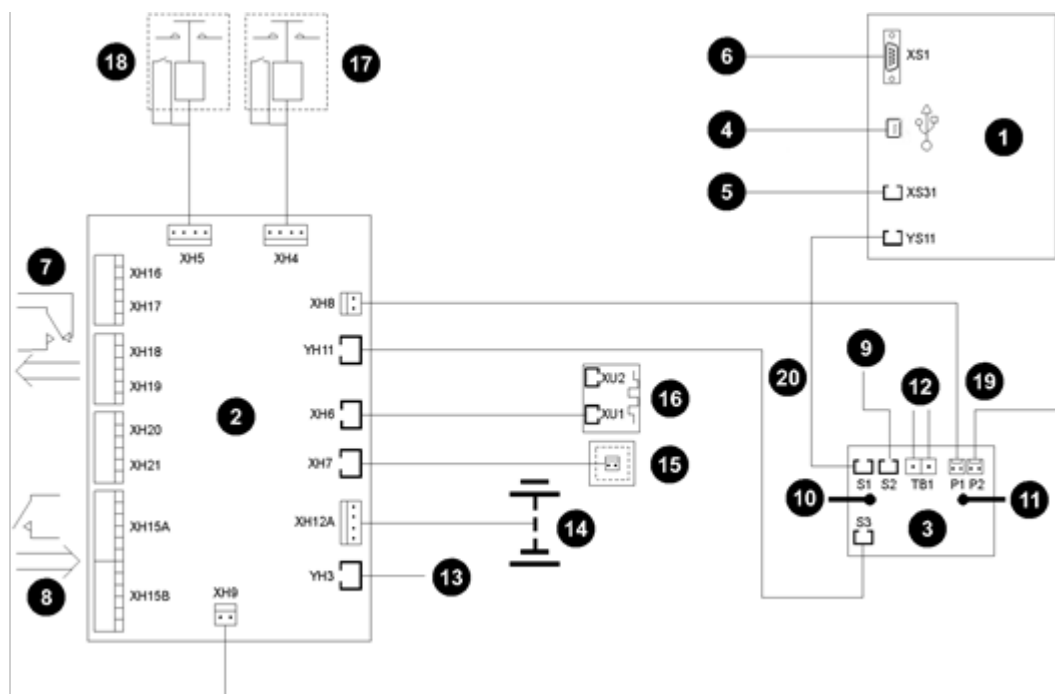 18
17
6
XS1
4
1
5
XS31
YS11
XH5
XH4
7
XH16
XH17
XH8
XH18
YH11
XH19
9
20
12
19
2
XU2
16
XH6
XU1
XH20
XH21
XH7
15
S1
S2
TB1
P1
P2
10
11
XH15A
XH12A
14
S3
3
8
XH15B
XH9
YH3
13